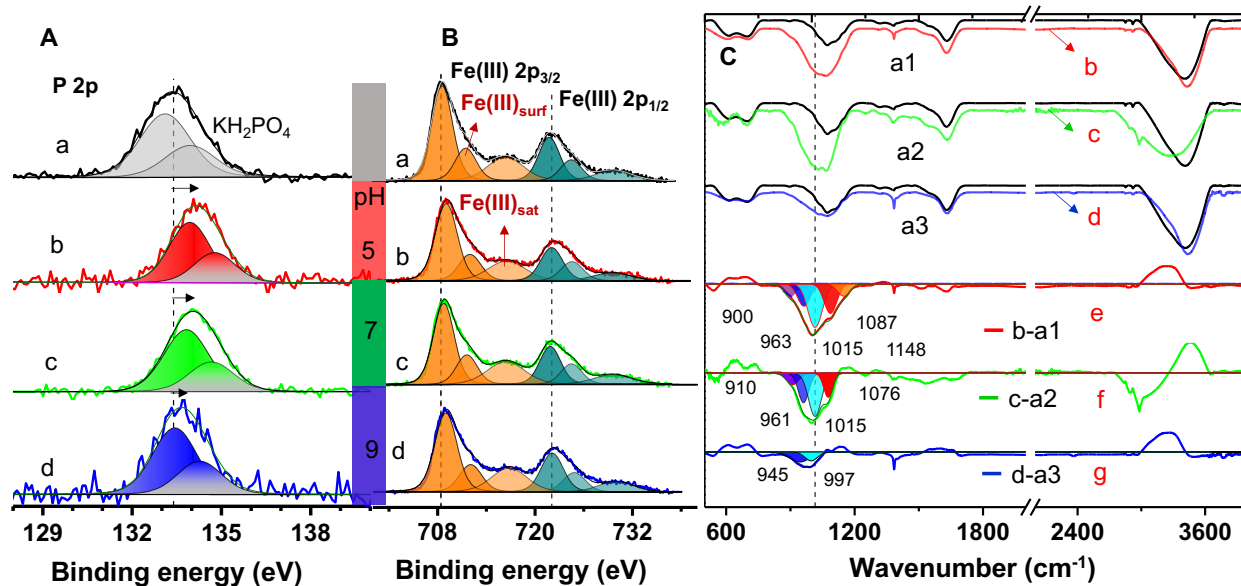 A
P 2p
KH₂PO₄
a
b
c
d
129 132 135 138
Binding energy (eV)
pH
5
7
9
B
Fe(III) 2p₃/₂
Fe(III)surf
Fe(III) 2p₁/₂
a
Fe(III)sat
b
c
d
708 720 732
Binding energy (eV)
C
a1
b
a2
c
a3
d
e
900
963
1015
1087
1148
b-a1
f
910
961
1015
1076
c-a2
945
997
d-a3
g
600 1200 1800 2400 3600
Wavenumber (cm⁻¹)